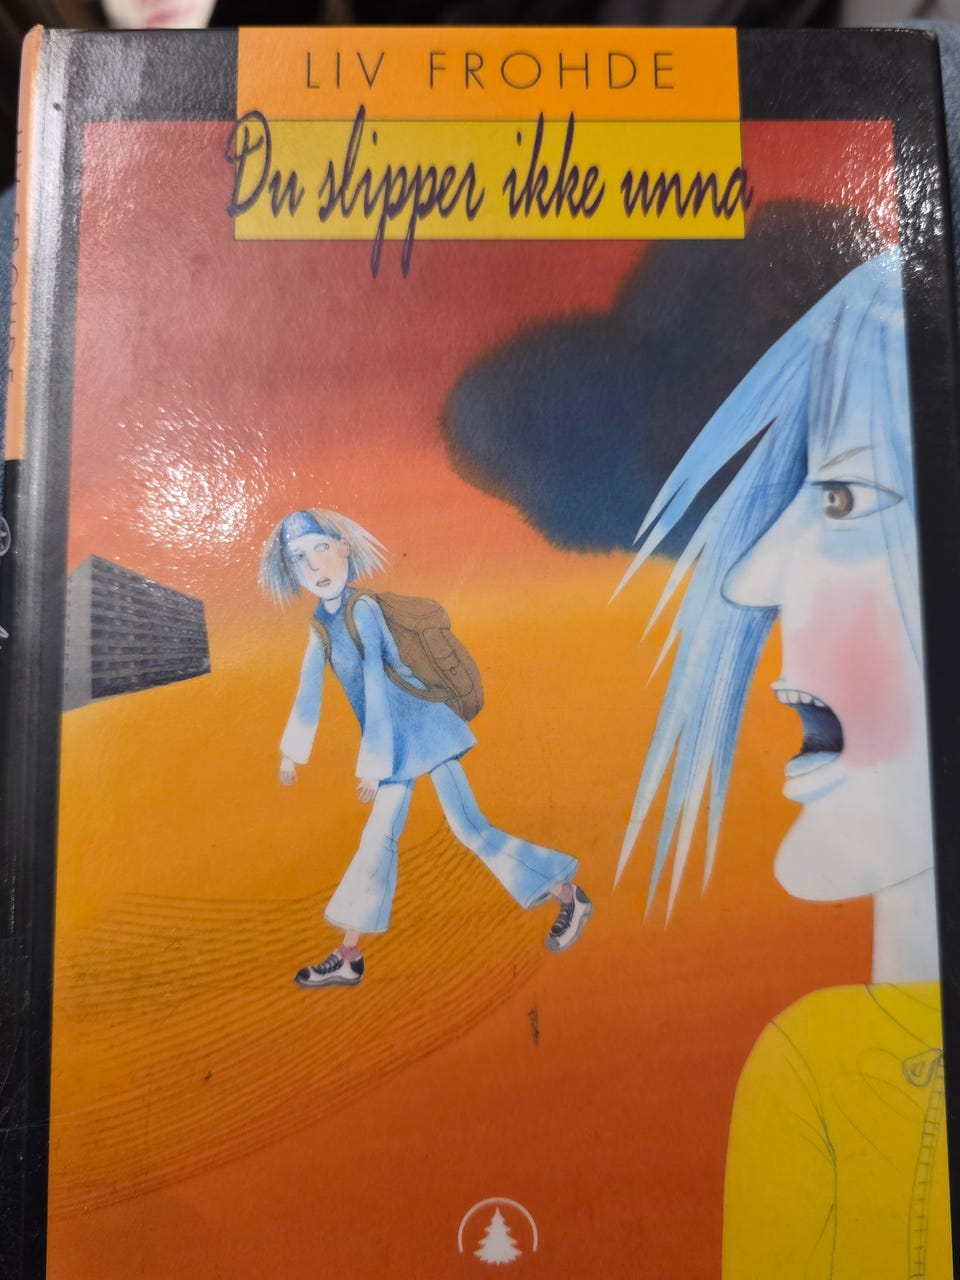 LIV FROHDE
Du slipper ikke unna